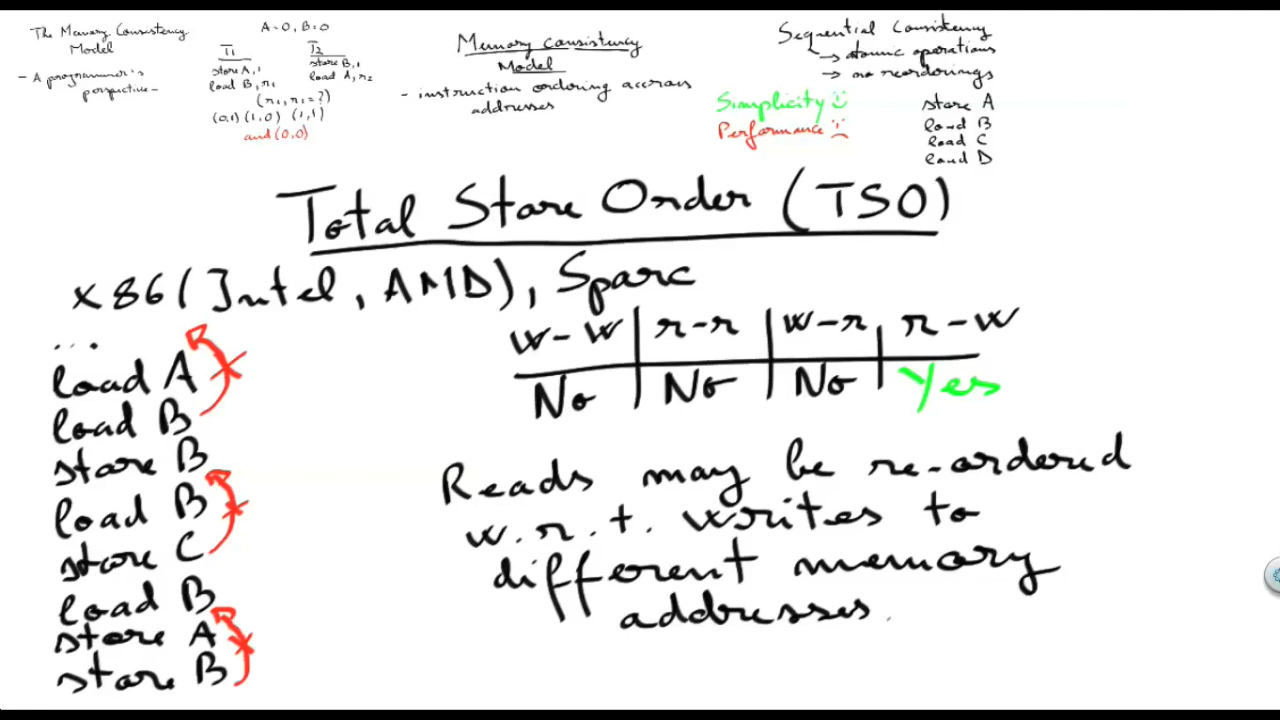 The Memory Consistency
Model
- A programmer's
perspective -
A=0, B=0
T1 T2
store A,1 store B,1
load B, r1 load A, r2
(r1, r2 = ?)
(0,1) (1,0) (1,1)
and (0,0)
Memory Consistency
Model
- instruction ordering accross
addresses
Sequential Consistency
→ atomic operations
→ no reorderings
Simplicity :)
Performance :(
store A
load B
load C
load D
Total Store Order (TSO)
x86 (Intel, AMD), Sparc
...
load A
load B
store B
load B
store C
load B
store A
store B
w-w r-r w-r r-w
No No No Yes
Reads may be re-ordered
w.r.t. writes to
different memory
addresses.